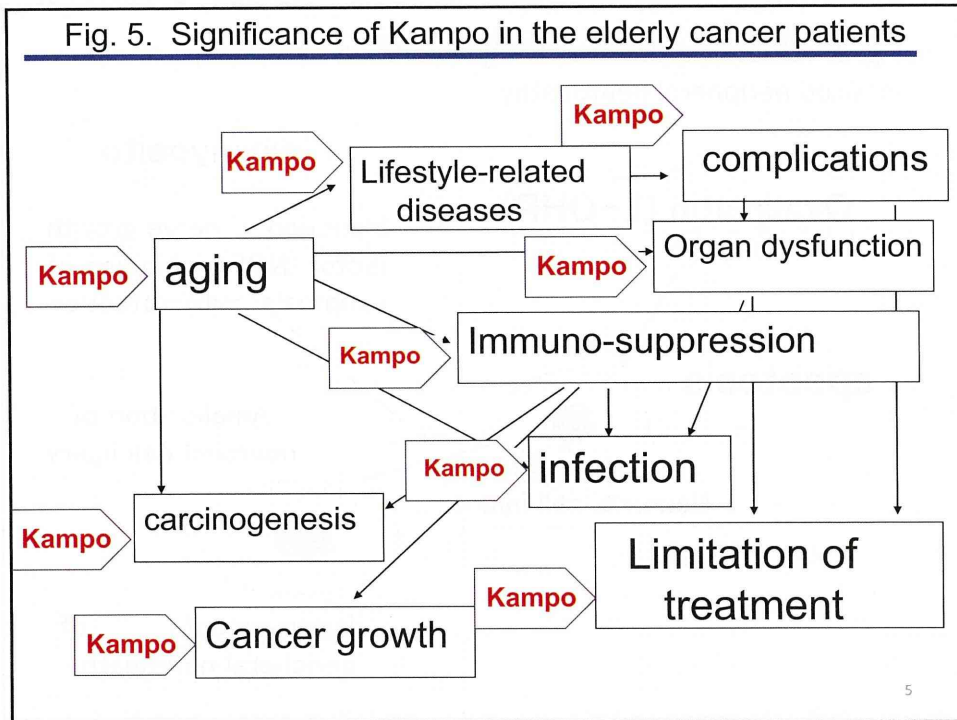 Fig. 5. Significance of Kampo in the elderly cancer patients
Kampo
complications
Kampo
Lifestyle-related
diseases
Kampo
aging
Kampo
Organ dysfunction
Kampo
Immuno-suppression
Kampo
infection
Kampo
carcinogenesis
Kampo
Limitation of
treatment
Kampo
Cancer growth
5